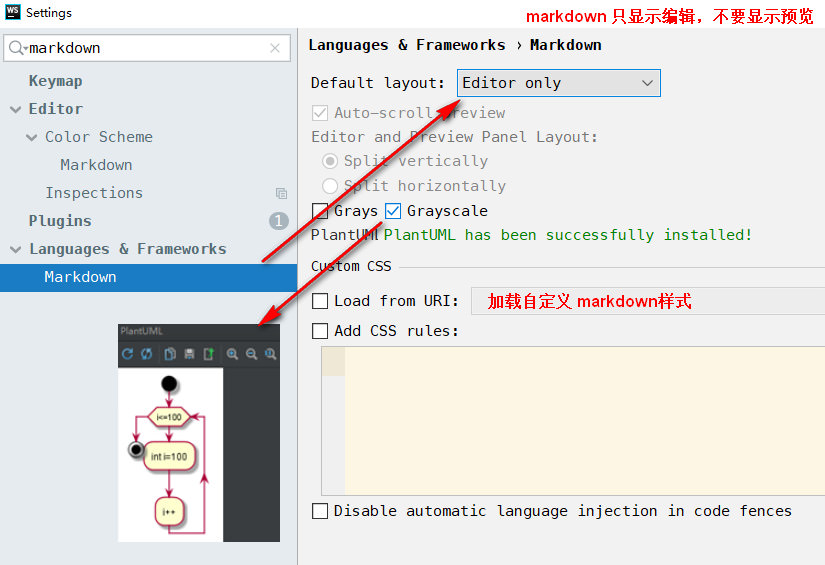 WS Settings
markdown 只显示编辑，不要显示预览
markdown
Keymap
Editor
Color Scheme
Markdown
Inspections
Plugins 1
Languages & Frameworks
Markdown
Languages & Frameworks › Markdown
Default layout: Editor only
Auto-scroll preview
Editor and Preview Panel Layout:
Split vertically
Split horizontally
Grays Grayscale
PlantUML PlantUML has been successfully installed!
Custom CSS
Load from URI: 加载自定义 markdown样式
Add CSS rules:
Disable automatic language injection in code fences
PlantUML
i<=100
int i=100
i++